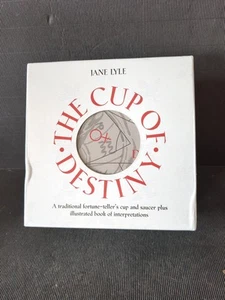 JANE LYLE
·THE CUP OF·
DESTINY
A traditional fortune-teller's cup and saucer plus
illustrated book of interpretations